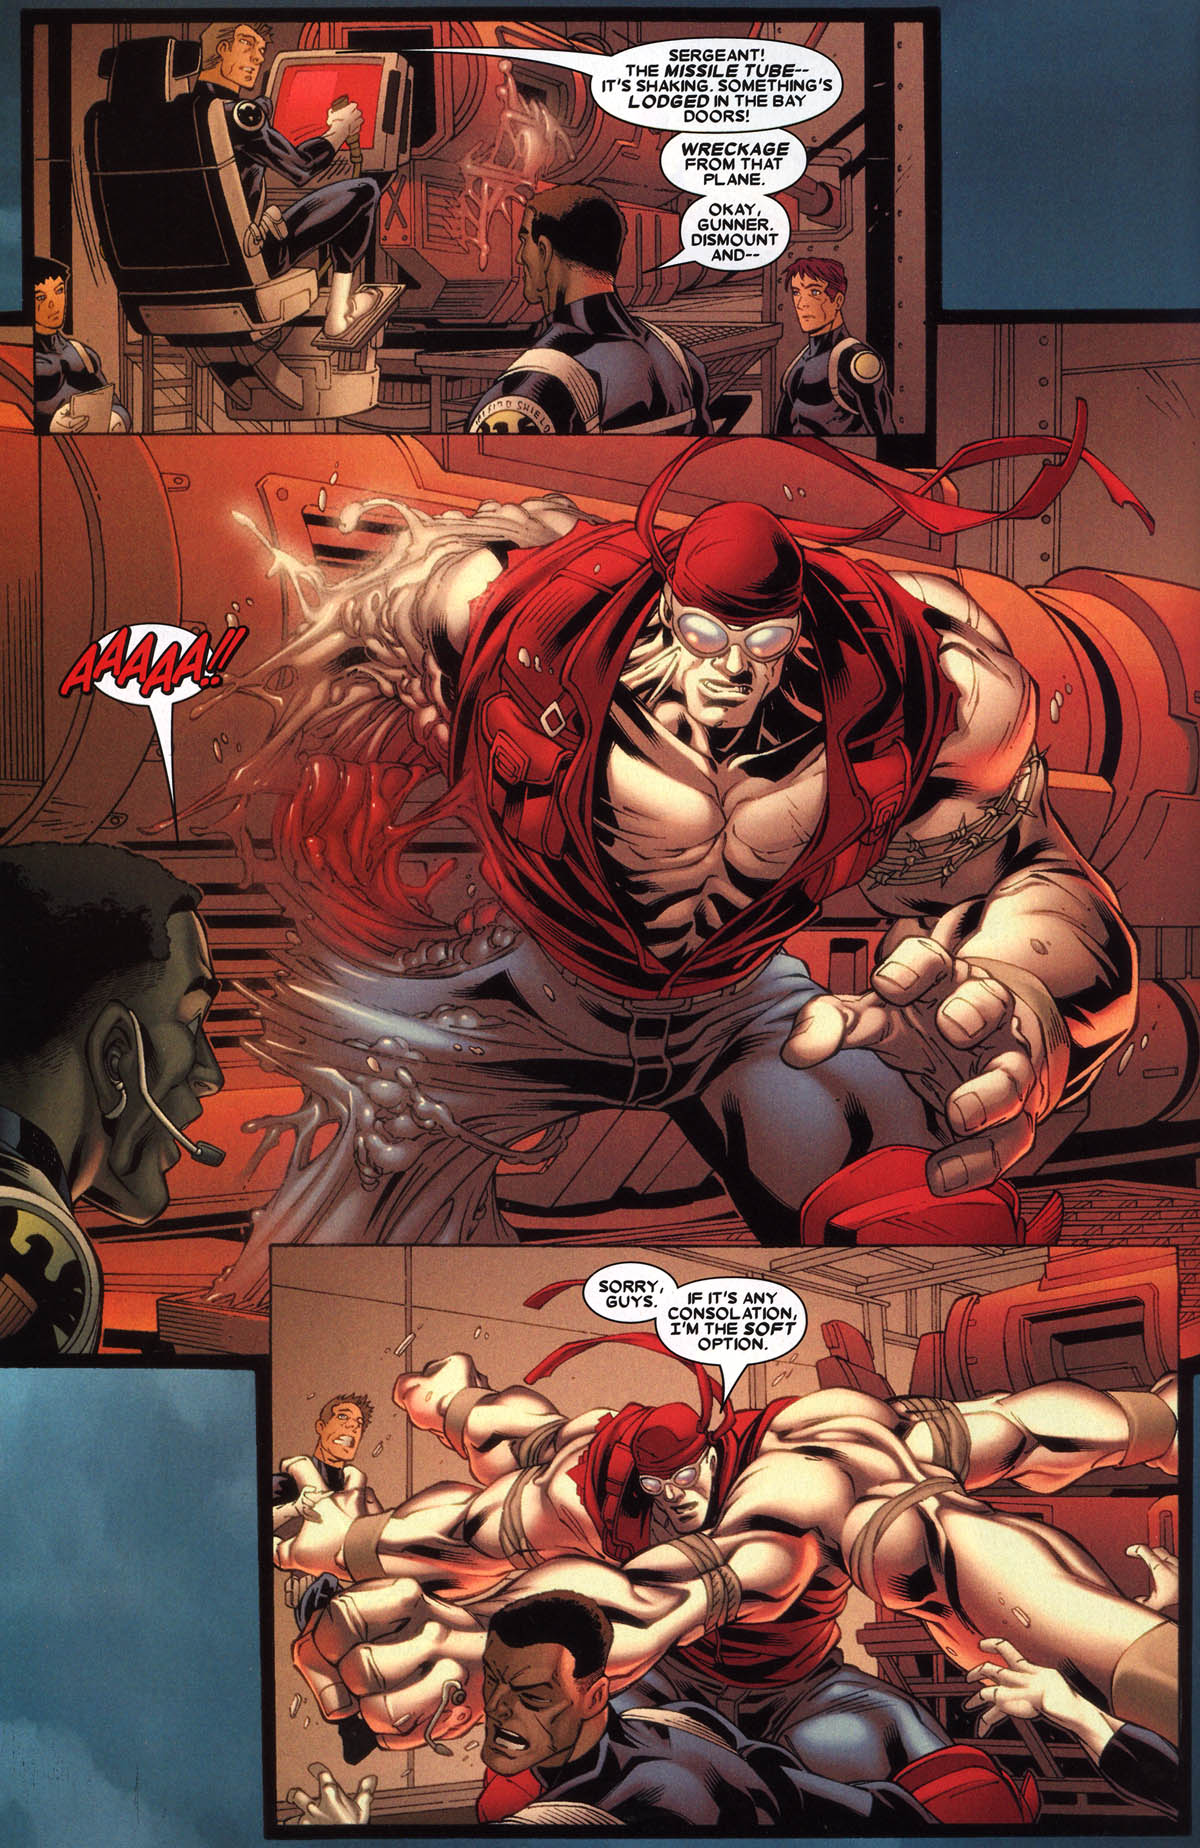 SERGEANT!
THE MISSILE TUBE--
IT'S SHAKING. SOMETHING'S
LODGED IN THE BAY
DOORS!
WRECKAGE
FROM THAT
PLANE.
OKAY,
GUNNER.
DISMOUNT
AND--
SHIELD
AAAAA!!
SORRY,
GUYS.
IF IT'S ANY
CONSOLATION,
I'M THE SOFT
OPTION.